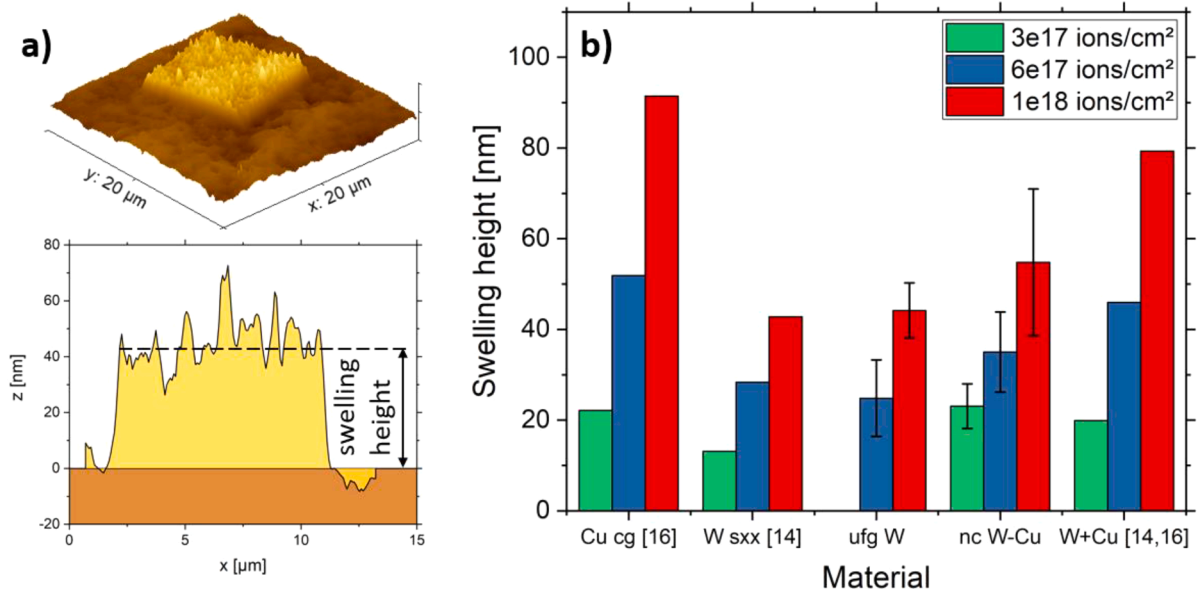 a)
y: 20 µm
x: 20 µm
80
60
40
20
0
-20
z [nm]
swelling
height
0
5
10
15
x [µm]
b)
3e17 ions/cm²
6e17 ions/cm²
1e18 ions/cm²
100
80
60
40
20
0
Swelling height [nm]
Cu cg [16]
W sxx [14]
ufg W
nc W-Cu
W+Cu [14,16]
Material